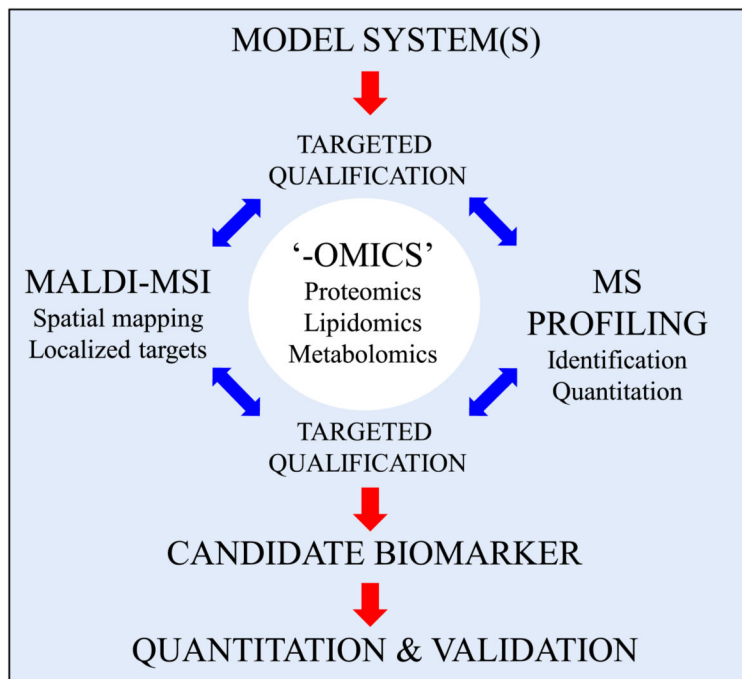 MODEL SYSTEM(S)
TARGETED
QUALIFICATION
‘-OMICS’
Proteomics
Lipidomics
Metabolomics
MALDI-MSI
Spatial mapping
Localized targets
MS
PROFILING
Identification
Quantitation
TARGETED
QUALIFICATION
CANDIDATE BIOMARKER
QUANTITATION & VALIDATION